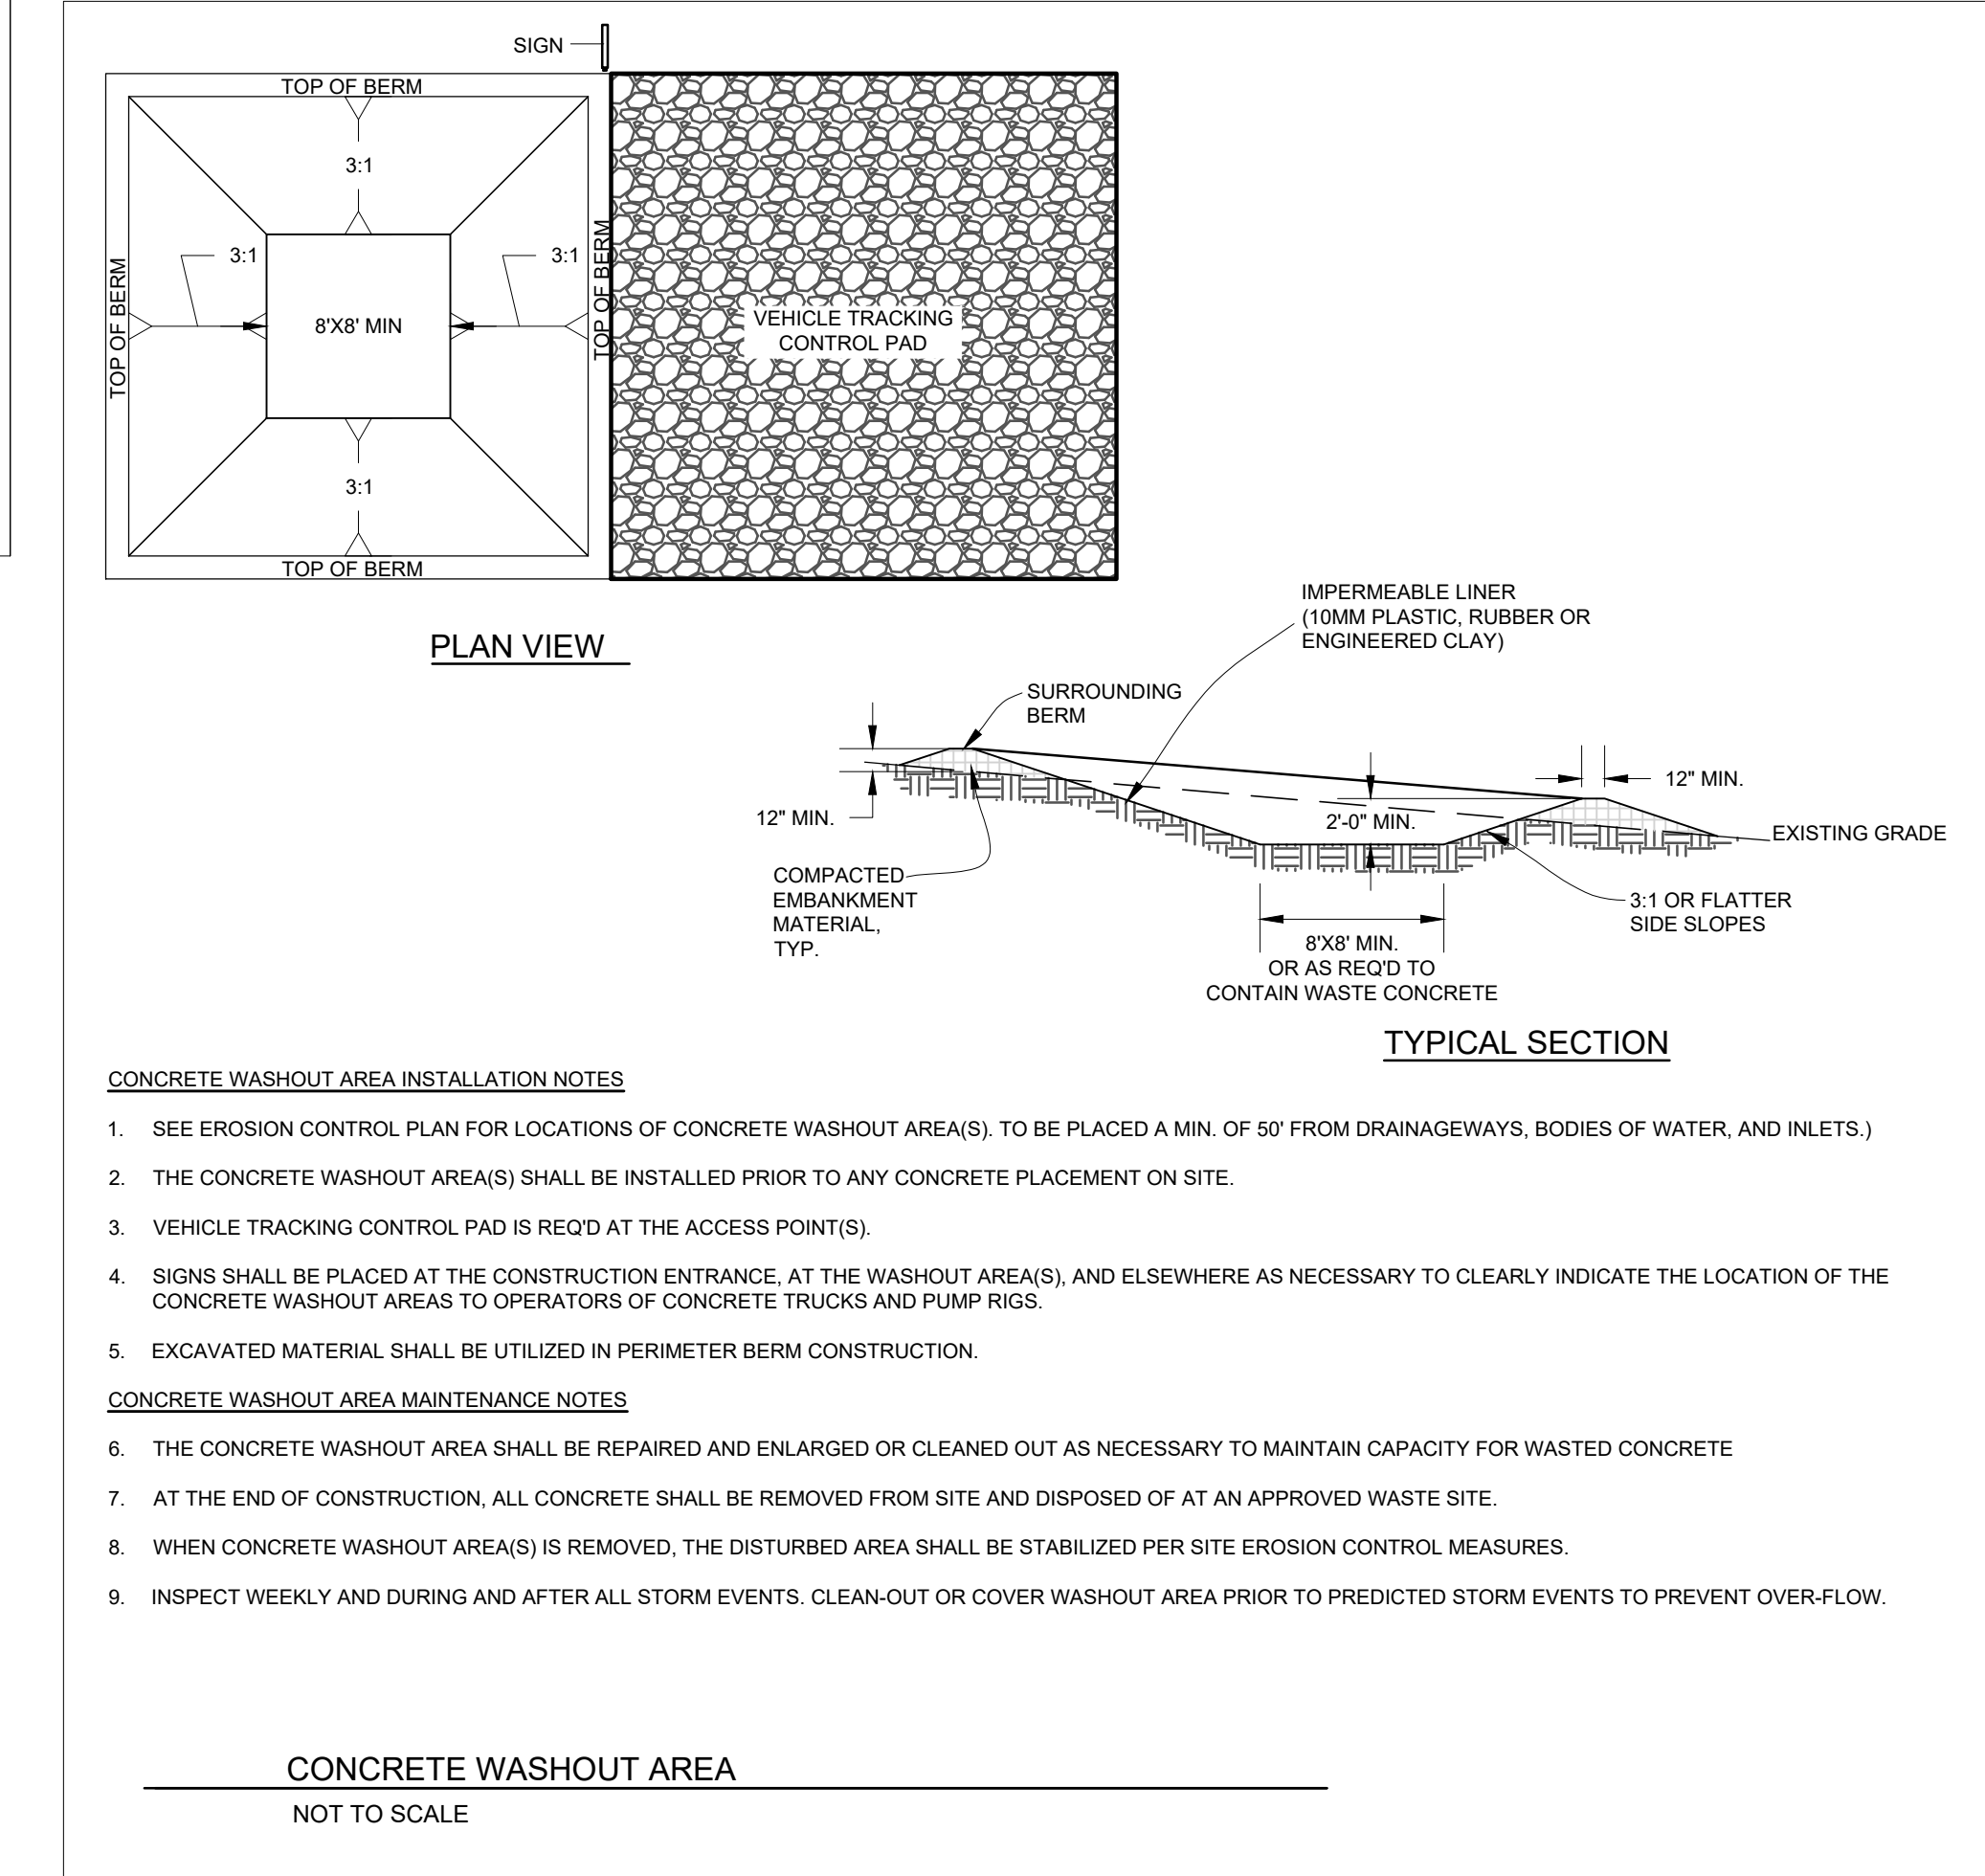 SIGN
TOP OF BERM
3:1
3:1
3:1
TOP OF BERM
TOP OF BERM
8'X8' MIN
VEHICLE TRACKING
CONTROL PAD
3:1
TOP OF BERM
PLAN VIEW
IMPERMEABLE LINER
(10MM PLASTIC, RUBBER OR
ENGINEERED CLAY)
SURROUNDING
BERM
12" MIN.
12" MIN.
2'-0" MIN.
EXISTING GRADE
COMPACTED
EMBANKMENT
MATERIAL,
TYP.
3:1 OR FLATTER
SIDE SLOPES
8'X8' MIN.
OR AS REQ'D TO
CONTAIN WASTE CONCRETE
TYPICAL SECTION
CONCRETE WASHOUT AREA INSTALLATION NOTES
1. SEE EROSION CONTROL PLAN FOR LOCATIONS OF CONCRETE WASHOUT AREA(S). TO BE PLACED A MIN. OF 50' FROM DRAINAGEWAYS, BODIES OF WATER, AND INLETS.)
2. THE CONCRETE WASHOUT AREA(S) SHALL BE INSTALLED PRIOR TO ANY CONCRETE PLACEMENT ON SITE.
3. VEHICLE TRACKING CONTROL PAD IS REQ'D AT THE ACCESS POINT(S).
4. SIGNS SHALL BE PLACED AT THE CONSTRUCTION ENTRANCE, AT THE WASHOUT AREA(S), AND ELSEWHERE AS NECESSARY TO CLEARLY INDICATE THE LOCATION OF THE
CONCRETE WASHOUT AREAS TO OPERATORS OF CONCRETE TRUCKS AND PUMP RIGS.
5. EXCAVATED MATERIAL SHALL BE UTILIZED IN PERIMETER BERM CONSTRUCTION.
CONCRETE WASHOUT AREA MAINTENANCE NOTES
6. THE CONCRETE WASHOUT AREA SHALL BE REPAIRED AND ENLARGED OR CLEANED OUT AS NECESSARY TO MAINTAIN CAPACITY FOR WASTED CONCRETE
7. AT THE END OF CONSTRUCTION, ALL CONCRETE SHALL BE REMOVED FROM SITE AND DISPOSED OF AT AN APPROVED WASTE SITE.
8. WHEN CONCRETE WASHOUT AREA(S) IS REMOVED, THE DISTURBED AREA SHALL BE STABILIZED PER SITE EROSION CONTROL MEASURES.
9. INSPECT WEEKLY AND DURING AND AFTER ALL STORM EVENTS. CLEAN-OUT OR COVER WASHOUT AREA PRIOR TO PREDICTED STORM EVENTS TO PREVENT OVER-FLOW.
CONCRETE WASHOUT AREA
NOT TO SCALE